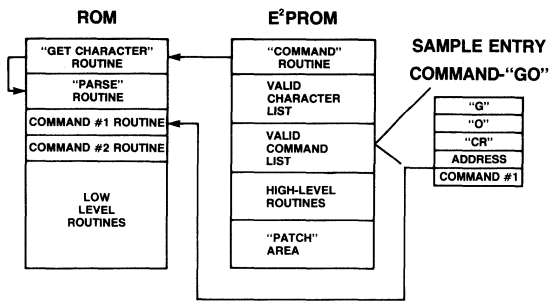 ROM
"GET CHARACTER"
ROUTINE
"PARSE"
ROUTINE
COMMAND #1 ROUTINE
COMMAND #2 ROUTINE
LOW
LEVEL
ROUTINES
E²PROM
"COMMAND"
ROUTINE
VALID
CHARACTER
LIST
VALID
COMMAND
LIST
HIGH-LEVEL
ROUTINES
"PATCH"
AREA
SAMPLE ENTRY
COMMAND-"GO"
"G"
"O"
"CR"
ADDRESS
COMMAND #1